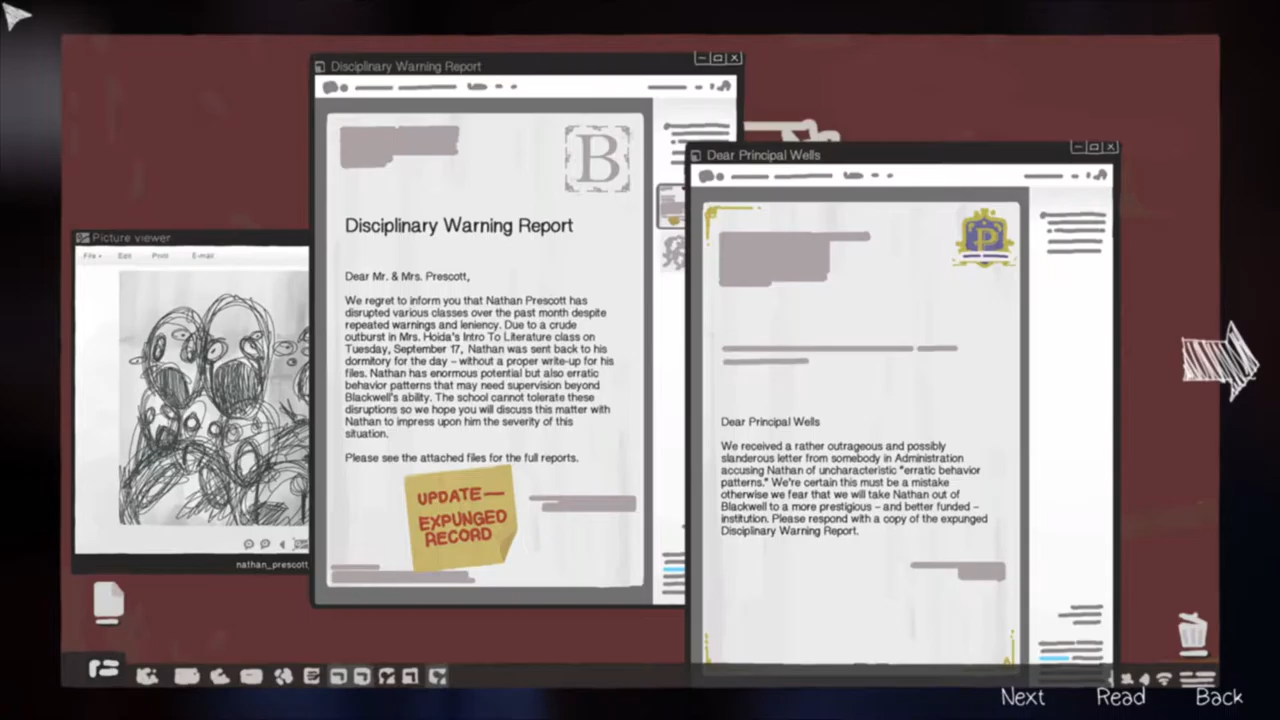 Disciplinary Warning Report
B
Disciplinary Warning Report
Dear Mr. & Mrs. Prescott,
We regret to inform you that Nathan Prescott has
disrupted various classes over the past month despite
repeated warnings and leniency. Due to a crude
outburst in Mrs. Hoida's Intro To Literature class on
Tuesday, September 17, Nathan was sent back to his
dormitory for the day – without a proper write-up for his
files. Nathan has enormous potential but also erratic
behavior patterns that may need supervision beyond
Blackwell's ability. The school cannot tolerate these
disruptions so we hope you will discuss this matter with
Nathan to impress upon him the severity of this
situation.
Please see the attached files for the full reports.
UPDATE—
EXPUNGED
RECORD
Dear Principal Wells
P
Dear Principal Wells
We received a rather outrageous and possibly
slanderous letter from somebody in Administration
accusing Nathan of uncharacteristic "erratic behavior
patterns." We're certain this must be a mistake
otherwise we fear that we will take Nathan out of
Blackwell to a more prestigious – and better funded –
institution. Please respond with a copy of the expunged
Disciplinary Warning Report.
Picture viewer
File Edit Print E-mail
nathan_prescott
Next Read Back